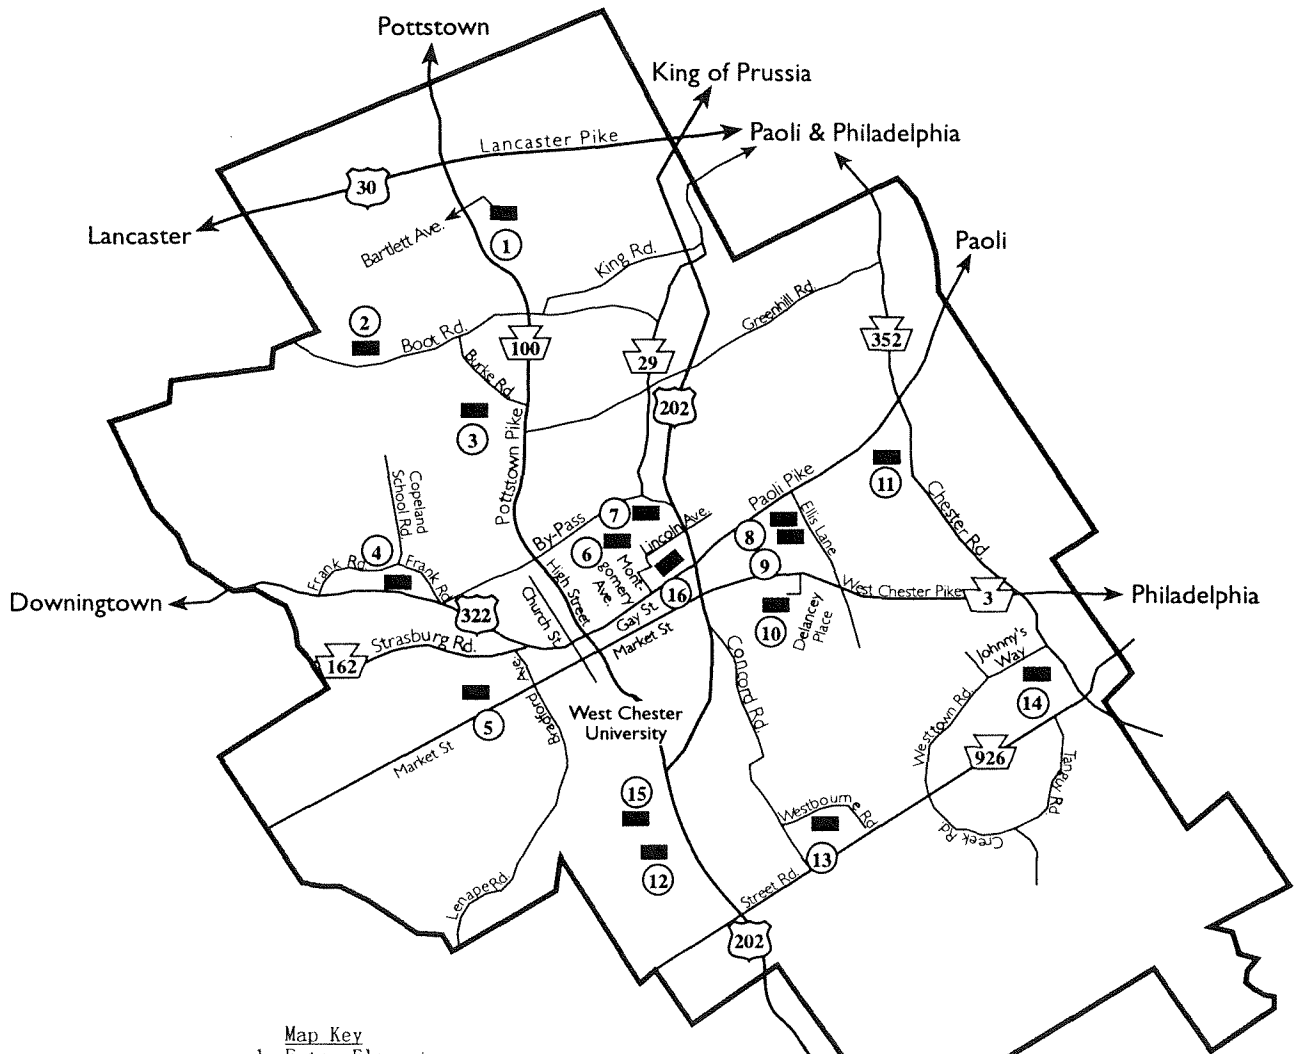 Pottstown
King of Prussia
Lancaster Pike
Paoli & Philadelphia
30
Lancaster
Bartlett Ave.
1
King Rd.
Paoli
2
Boot Rd.
100
29
Greenhill Rd.
352
Burke Rd.
202
3
Pottstown Pike
Copeland
School Rd.
Paoli Pike
11
Chester Rd.
7
By-Pass
Lincoln Ave.
8
Ellis Lane
4
6
Mont-
gomery
Ave.
9
Frank Rd.
Frank Rd.
High Street
16
West Chester Pike
3
Philadelphia
Downingtown
322
Church St.
Gay St
Market St
10
Delancey
Place
Strasburg Rd.
162
Johnny's
Way
Concord Rd.
14
5
Bradford
Ave.
West Chester
University
Westtown Rd.
Market St
926
Tanguy Rd.
15
Westbourne Rd.
Creek Rd.
13
12
Lenape Rd.
Street Rd.
202
Map Key